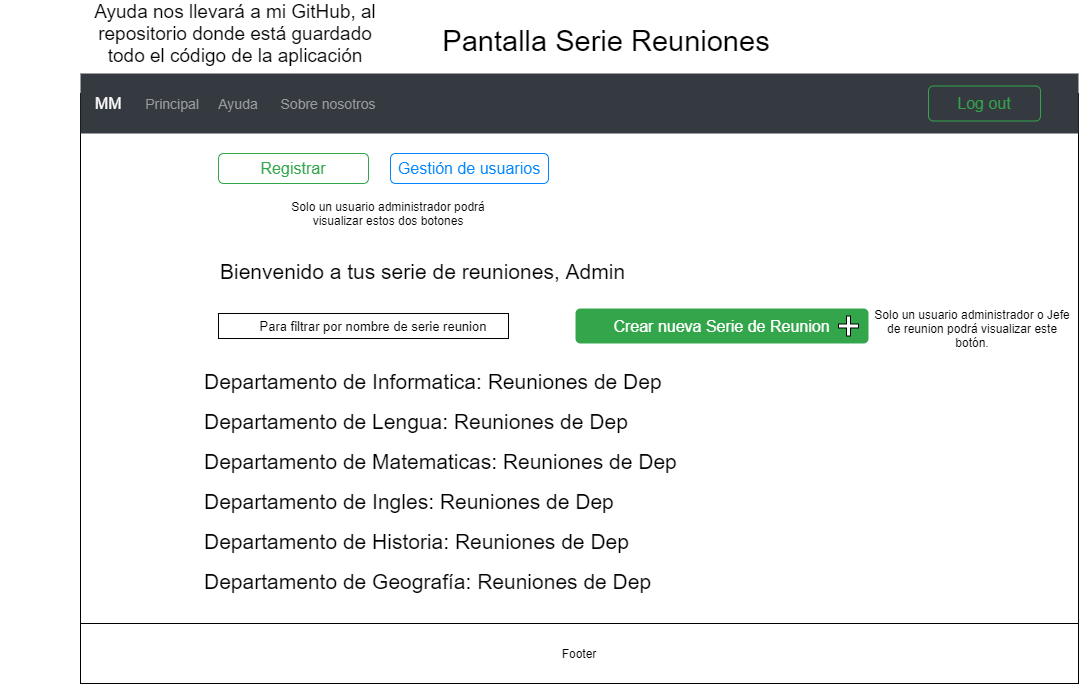 Ayuda nos llevará a mi GitHub, al
repositorio donde está guardado
todo el código de la aplicación
Pantalla Serie Reuniones
MM Principal Ayuda Sobre nosotros Log out
Registrar Gestión de usuarios
Solo un usuario administrador podrá
visualizar estos dos botones
Bienvenido a tus serie de reuniones, Admin
Para filtrar por nombre de serie reunion
Crear nueva Serie de Reunion
Solo un usuario administrador o Jefe
de reunion podrá visualizar este
botón.
Departamento de Informatica: Reuniones de Dep
Departamento de Lengua: Reuniones de Dep
Departamento de Matematicas: Reuniones de Dep
Departamento de Ingles: Reuniones de Dep
Departamento de Historia: Reuniones de Dep
Departamento de Geografía: Reuniones de Dep
Footer